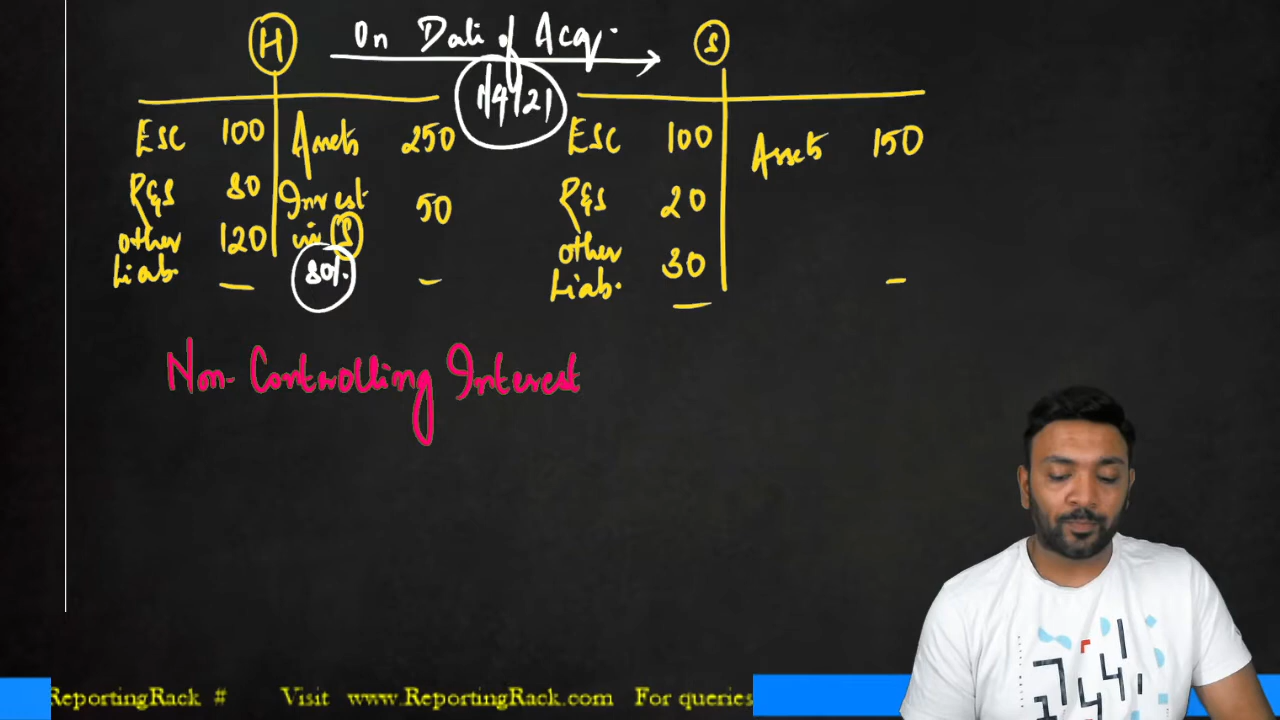 H On Date of Acq. S
1/4/21
ESC 100 Assets 250 ESC 100 Assets 150
R&S 80 Invest 50 R&S 20
Other 120 in S other 30
Liab. 80% Liab.
Non-Controlling Interest
ReportingRack # Visit www.ReportingRack.com For queries